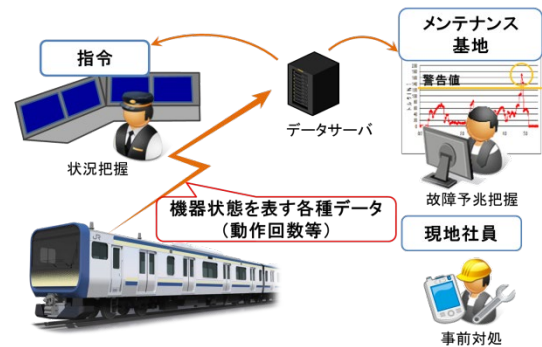 メンテナンス
基地
指令
警告値
データサーバ
状況把握
故障予兆把握
機器状態を表す各種データ
(動作回数等)
現地社員
事前対処